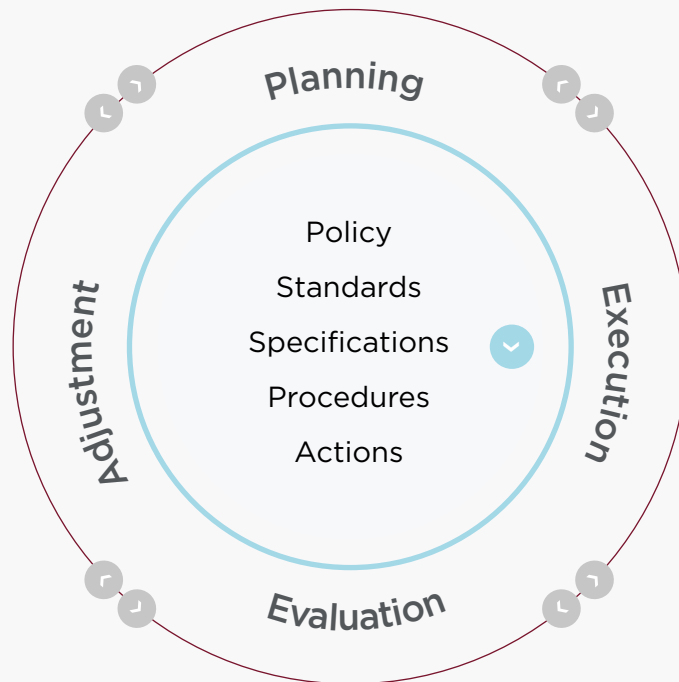 Planning
Policy
Standards
Specifications
Procedures
Actions
Execution
Evaluation
Adjustment